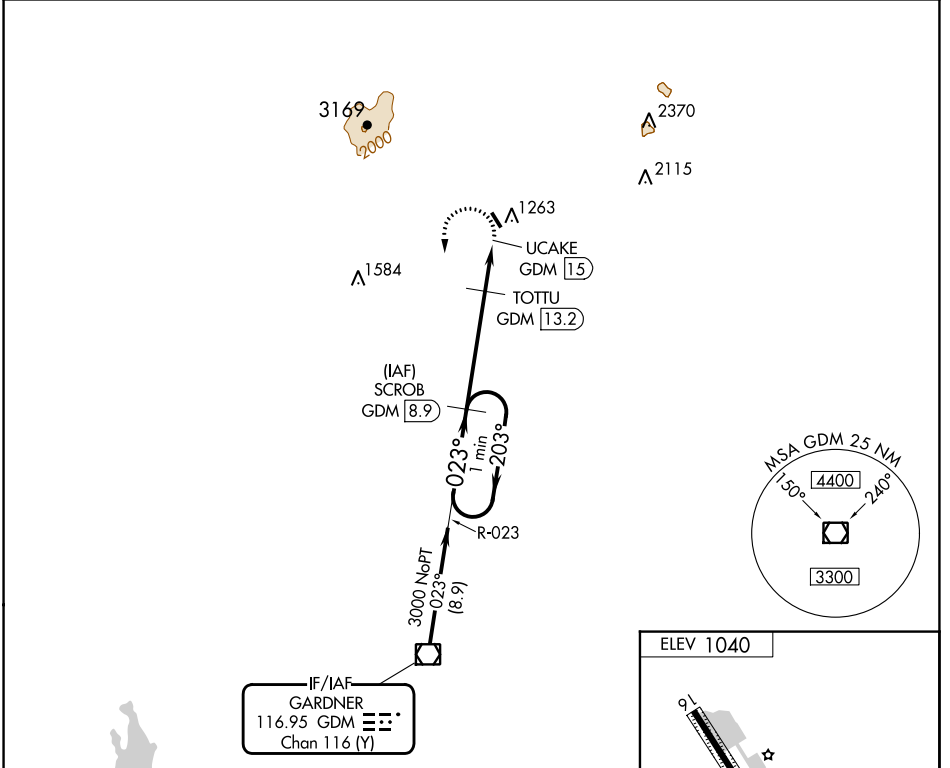 3169
2000
2370
2115
1263
UCAKE
GDM 15
1584
TOTTU
GDM 13.2
(IAF)
SCROB
GDM 8.9
023°
1 min
203°
R-023
3000 NoPT
023°
(8.9)
MSA GDM 25 NM
150°
4400
240°
3300
IF/IAF
GARDNER
116.95 GDM
Chan 116 (Y)
ELEV 1040
16